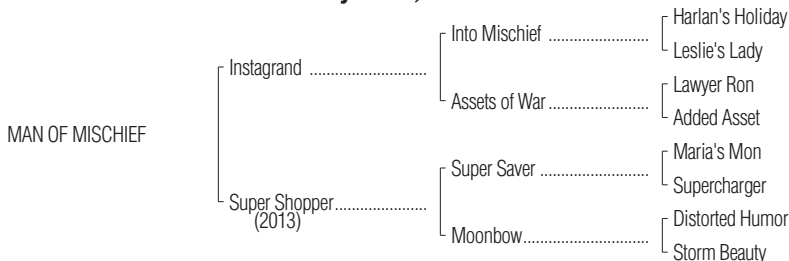 Harlan's Holiday
Into Mischief ............................
Leslie's Lady
Instagrand ................................
Lawyer Ron
Assets of War ............................
Added Asset
MAN OF MISCHIEF
Maria's Mon
Super Saver ..............................
Supercharger
Super Shopper .........................
(2013)
Distorted Humor
Moonbow ...................................
Storm Beauty